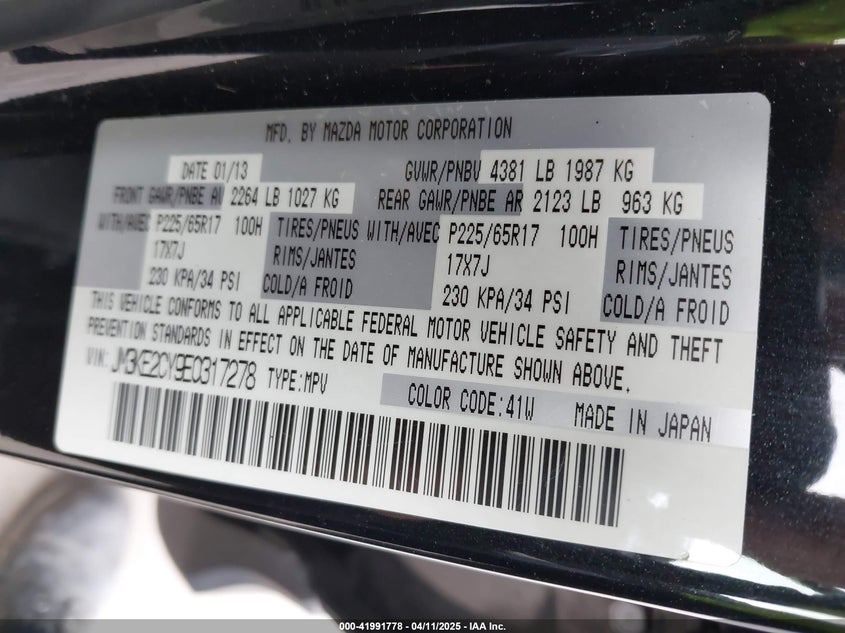 MFD. BY MAZDA MOTOR CORPORATION
DATE 01/13 GVWR/PNBV 4381 LB 1987 KG
FRONT GAWR/PNBE AV 2264 LB 1027 KG REAR GAWR/PNBE AR 2123 LB 963 KG
WITH/AVEC P225/65R17 100H TIRES/PNEUS WITH/AVEC P225/65R17 100H TIRES/PNEUS
17X7J RIMS/JANTES 17X7J RIMS/JANTES
230 KPA/34 PSI COLD/A FROID 230 KPA/34 PSI COLD/A FROID
THIS VEHICLE CONFORMS TO ALL APPLICABLE FEDERAL MOTOR VEHICLE SAFETY AND THEFT
PREVENTION STANDARDS IN EFFECT ON THE DATE OF MANUFACTURE SHOWN ABOVE.
VIN: JM3KE2CY9E0317278 TYPE:MPV
COLOR CODE:41W MADE IN JAPAN
000-41991778 - 04/11/2025 - IAA Inc.